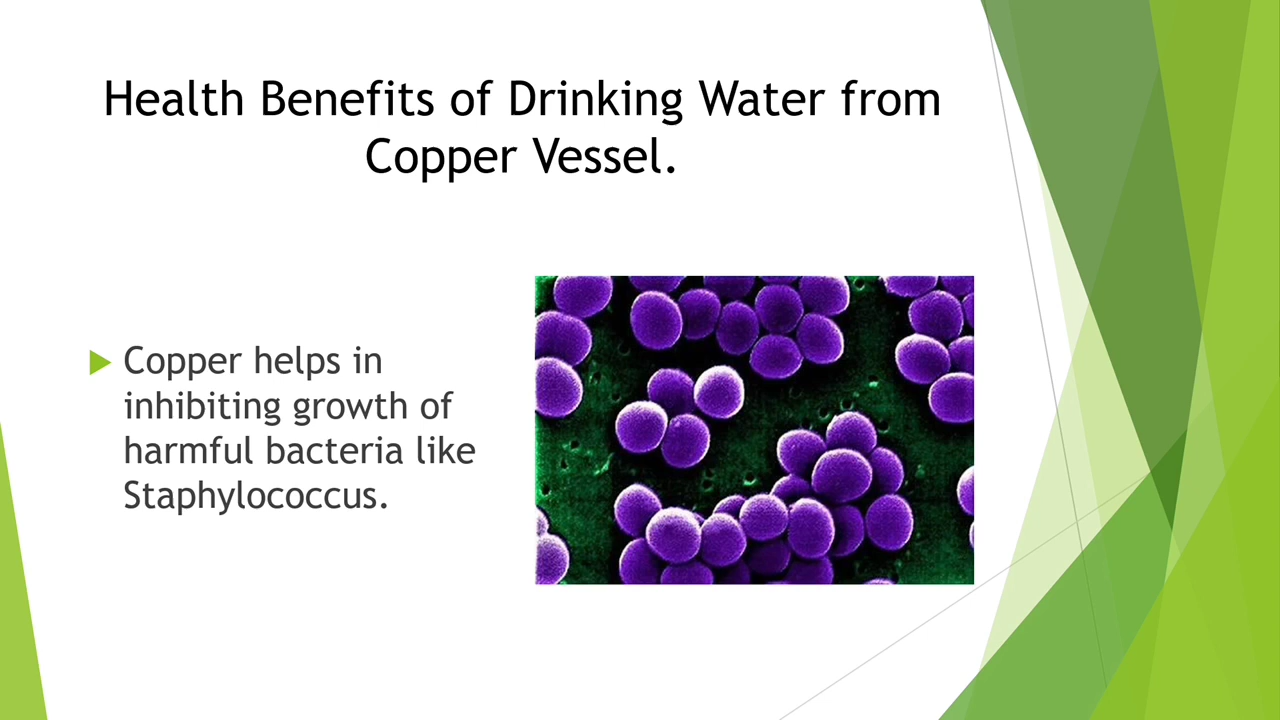 Health Benefits of Drinking Water from
Copper Vessel.
Copper helps in
inhibiting growth of
harmful bacteria like
Staphylococcus.